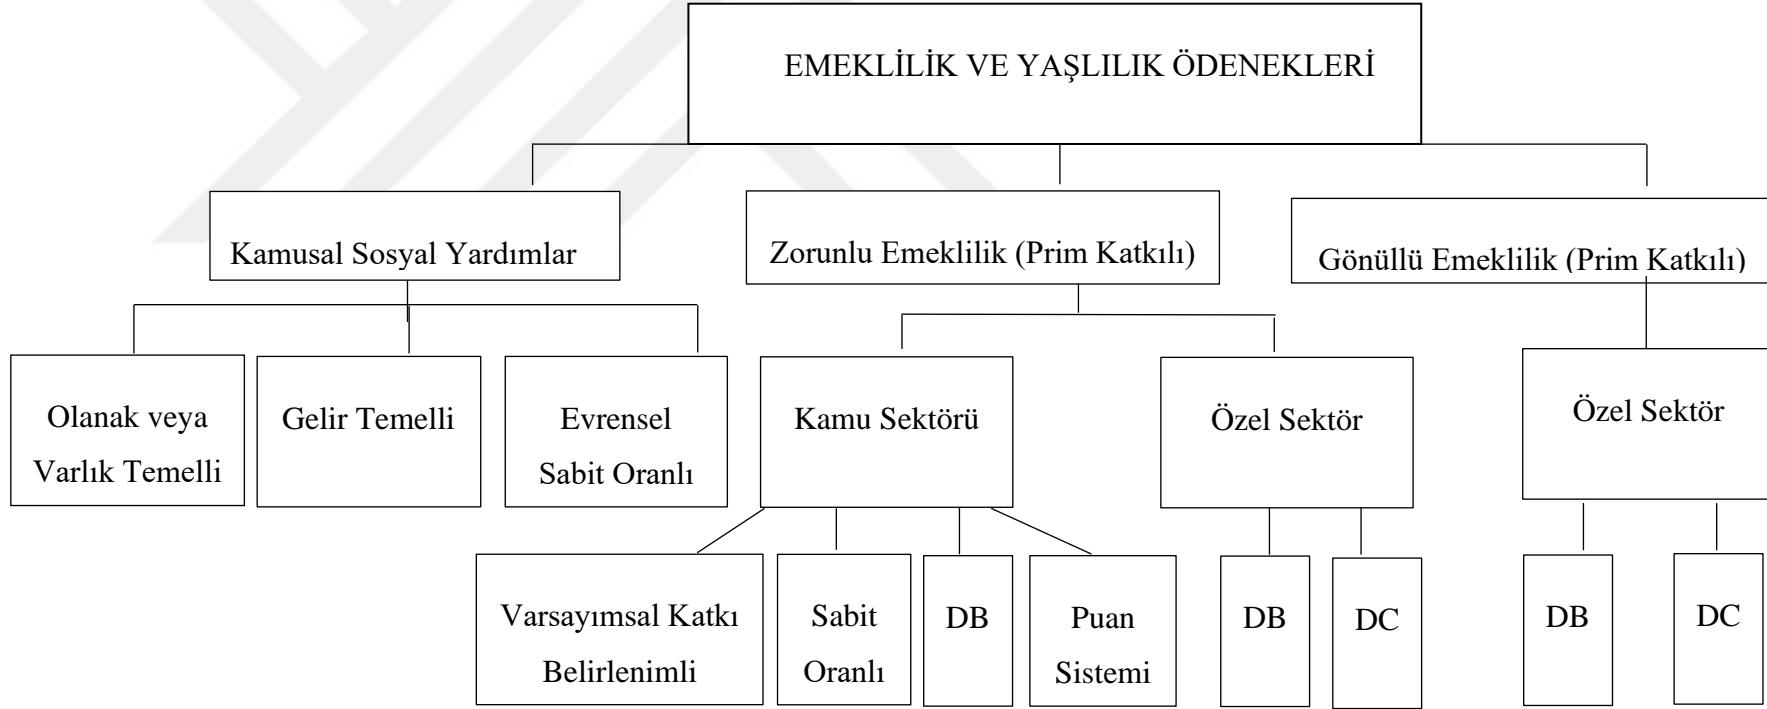 EMEKLİLİK VE YAŞLILIK ÖDENEKLERİ
Kamusal Sosyal Yardımlar
Zorunlu Emeklilik (Prim Katkılı)
Gönüllü Emeklilik (Prim Katkılı)
Olanak veya
Varlık Temelli
Gelir Temelli
Evrensel
Sabit Oranlı
Kamu Sektörü
Özel Sektör
Özel Sektör
Varsayımsal Katkı
Belirlenimli
Sabit
Oranlı
DB
Puan
Sistemi
DB
DC
DB
DC